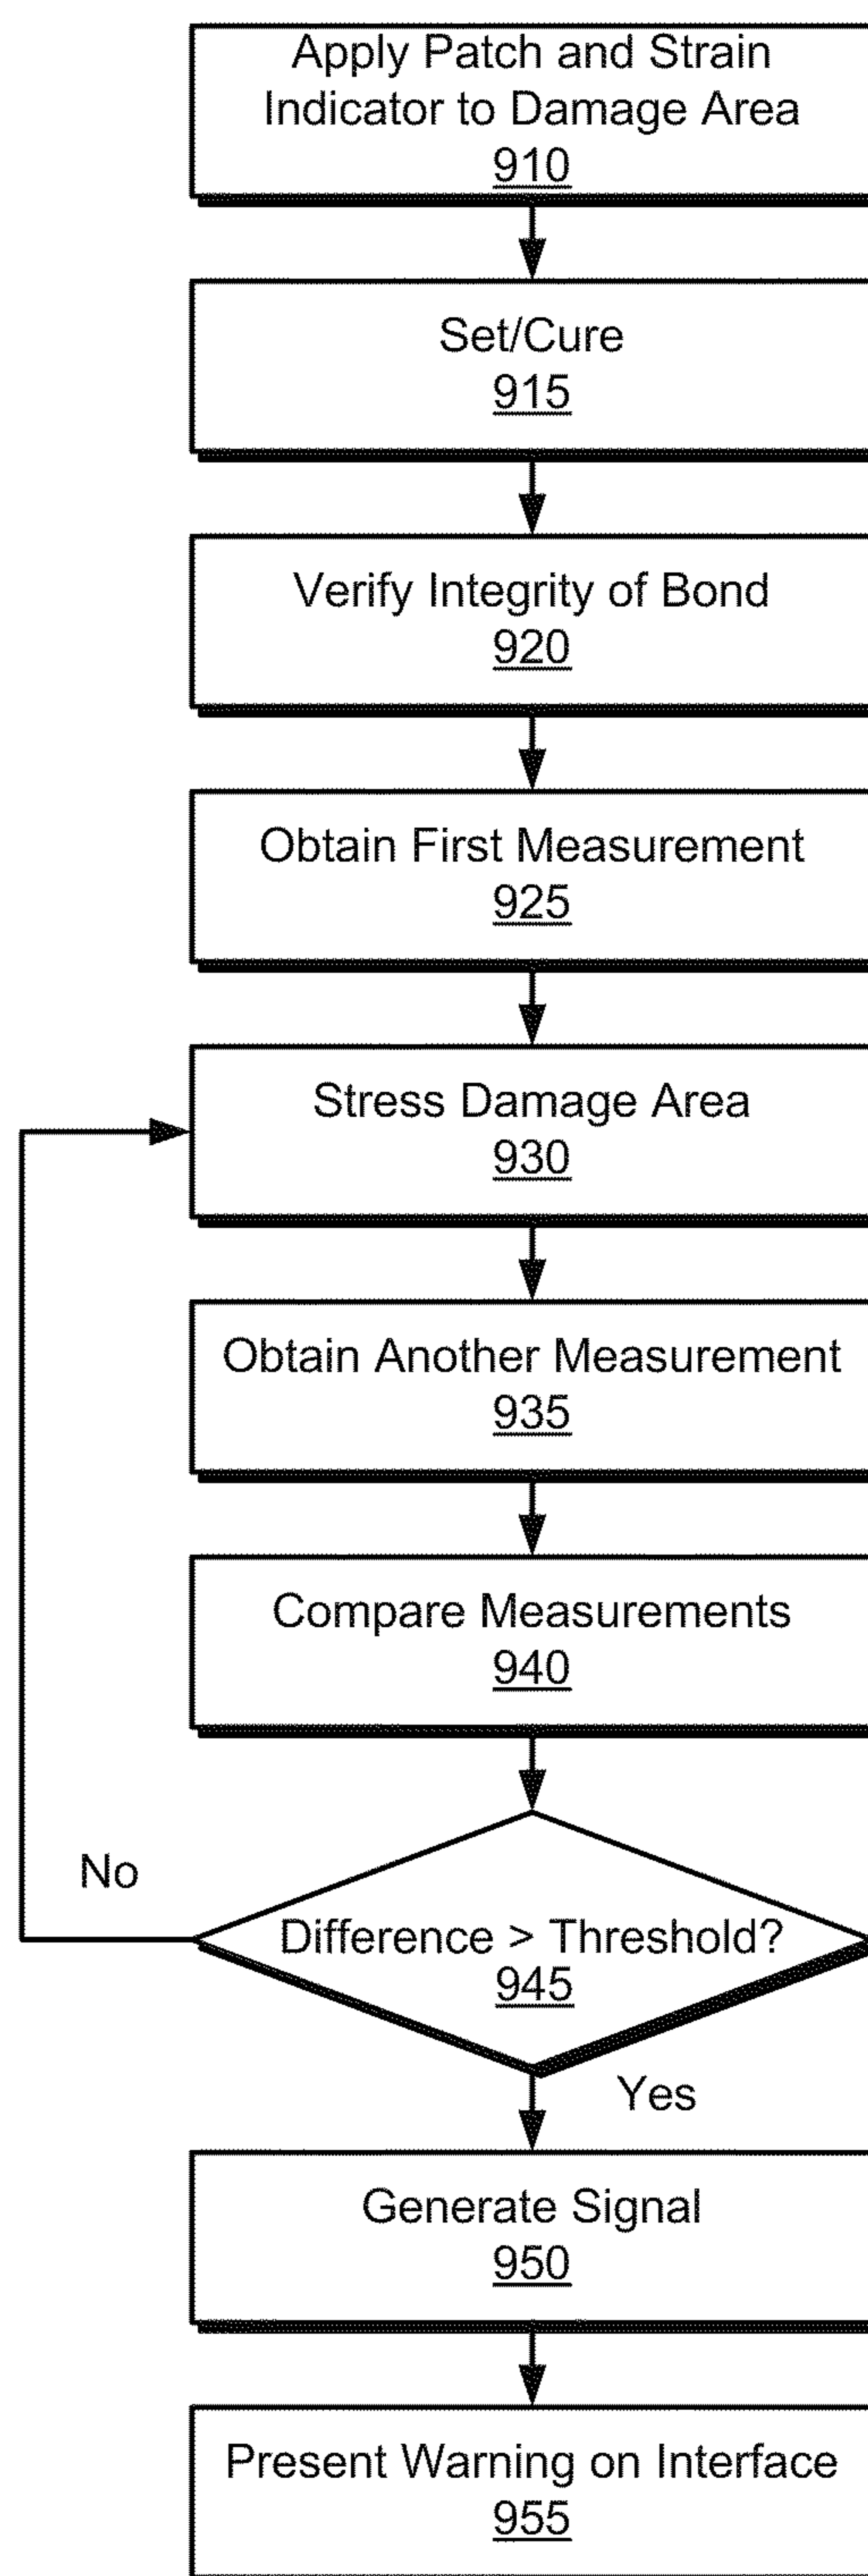 Apply Patch and Strain
Indicator to Damage Area
910
Set/Cure
915
Verify Integrity of Bond
920
Obtain First Measurement
925
Stress Damage Area
930
Obtain Another Measurement
935
Compare Measurements
940
No
Difference > Threshold?
945
Yes
Generate Signal
950
Present Warning on Interface
955